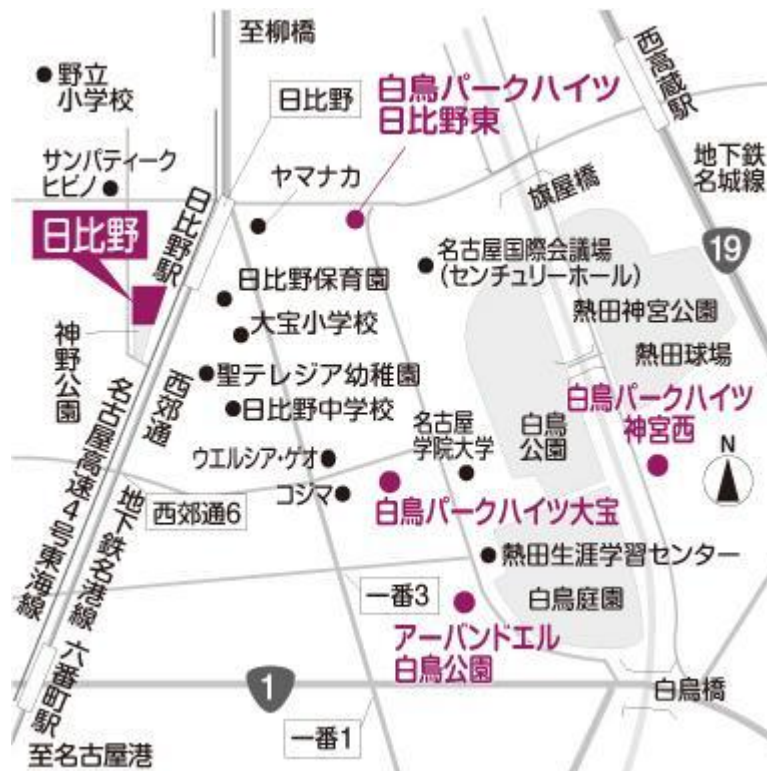 至柳橋
野立
小学校
日比野
白鳥パークハイツ
日比野東
西高蔵駅
地下鉄
名城線
サンパティーク
ヒビノ
ヤマナカ
旗屋橋
19
日比野
日比野駅
名古屋国際会議場
(センチュリーホール)
日比野保育園
大宝小学校
熱田神宮公園
熱田球場
神野公園
西郊通
聖テレジア幼稚園
日比野中学校
白鳥パークハイツ
神宮西
名古屋
学院大学
白鳥
公園
N
ウエルシア・ゲオ
コジマ
白鳥パークハイツ大宝
西郊通6
名古屋高速4号東海線
地下鉄名港線
熱田生涯学習センター
一番3
白鳥庭園
アーバンドエル
白鳥公園
六番町駅
1
白鳥橋
一番1
至名古屋港